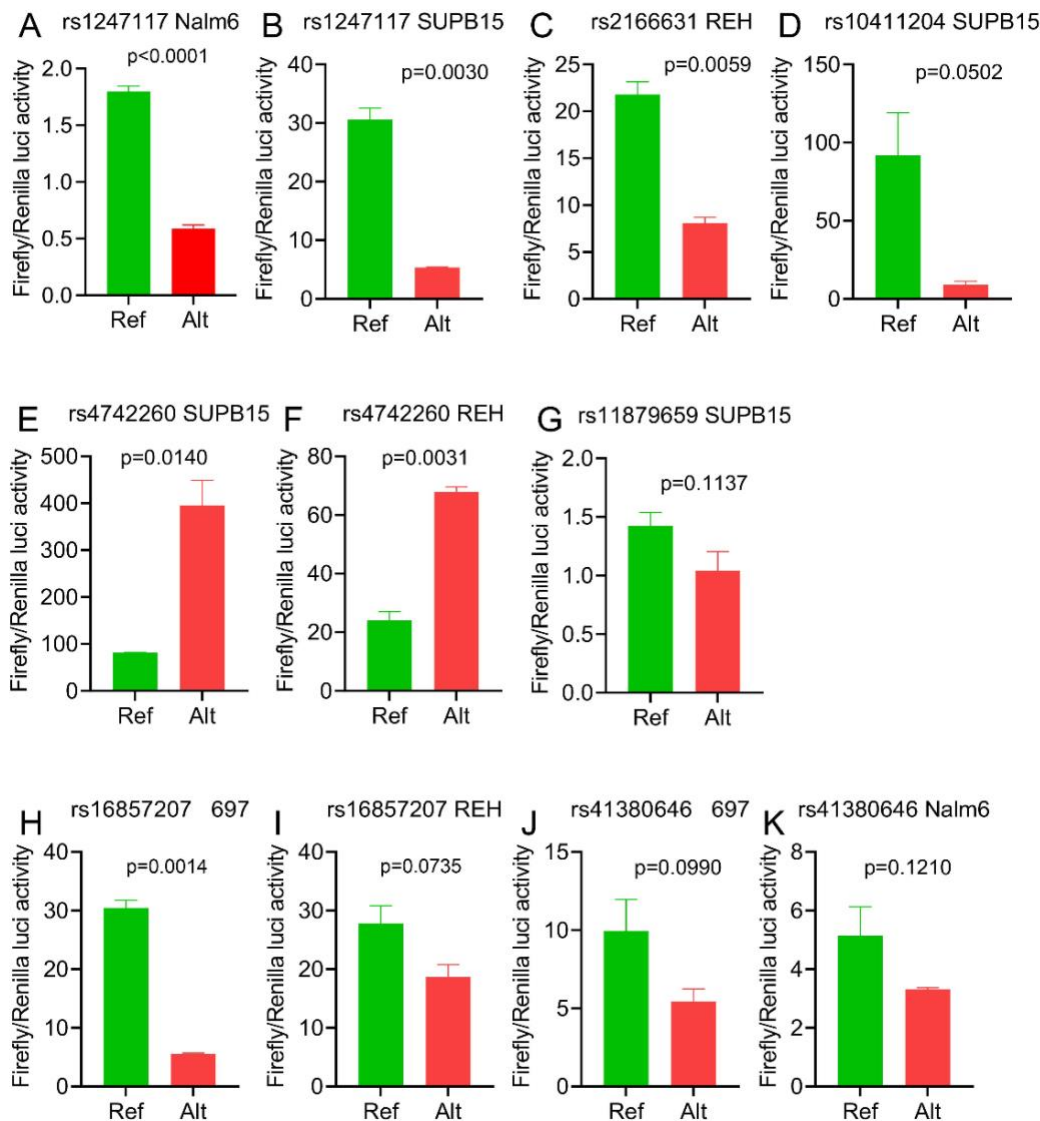 A rs1247117 Nalm6
p<0.0001
Firefly/Renilla luci activity
2.0
1.5
1.0
0.5
0.0
Ref Alt
B rs1247117 SUPB15
p=0.0030
Firefly/Renilla luci activity
40
30
20
10
0
Ref Alt
C rs2166631 REH
p=0.0059
Firefly/Renilla luci activity
25
20
15
10
5
0
Ref Alt
D rs10411204 SUPB15
p=0.0502
Firefly/Renilla luci activity
150
100
50
0
Ref Alt
E rs4742260 SUPB15
p=0.0140
Firefly/Renilla luci activity
500
400
300
200
100
0
Ref Alt
F rs4742260 REH
p=0.0031
Firefly/Renilla luci activity
80
60
40
20
0
Ref Alt
G rs11879659 SUPB15
p=0.1137
Firefly/Renilla luci activity
2.0
1.5
1.0
0.5
0.0
Ref Alt
H rs16857207 697
p=0.0014
Firefly/Renilla luci activity
40
30
20
10
0
Ref Alt
I rs16857207 REH
p=0.0735
Firefly/Renilla luci activity
40
30
20
10
0
Ref Alt
J rs41380646 697
p=0.0990
Firefly/Renilla luci activity
15
10
5
0
Ref Alt
K rs41380646 Nalm6
p=0.1210
Firefly/Renilla luci activity
8
6
4
2
0
Ref Alt